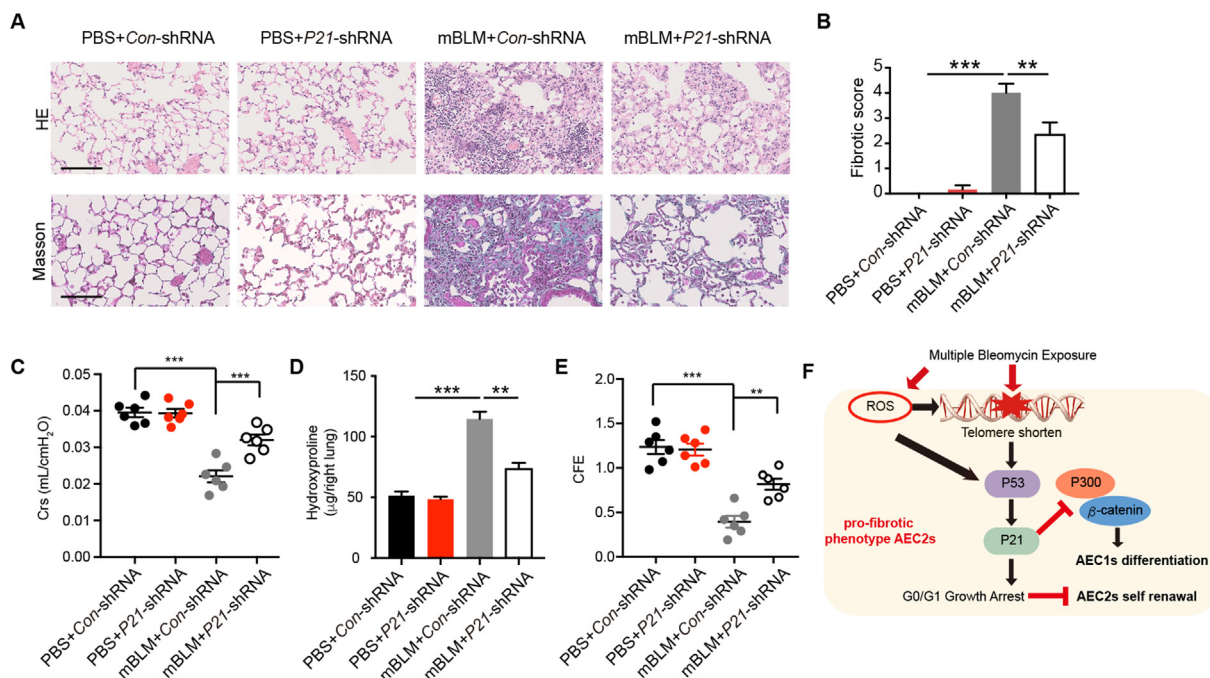 A
PBS+Con-shRNA
PBS+P21-shRNA
mBLM+Con-shRNA
mBLM+P21-shRNA
HE
Masson
B
Fibrotic score
5
4
3
2
1
0
***
**
PBS+Con-shRNA
PBS+P21-shRNA
mBLM+Con-shRNA
mBLM+P21-shRNA
C
Crs (mL/cmH2O)
0.05
0.04
0.03
0.02
0.01
0.00
***
***
PBS+Con-shRNA
PBS+P21-shRNA
mBLM+Con-shRNA
mBLM+P21-shRNA
D
Hydroxyproline
(µg/right lung)
150
100
50
0
***
**
PBS+Con-shRNA
PBS+P21-shRNA
mBLM+Con-shRNA
mBLM+P21-shRNA
E
CFE
2.0
1.5
1.0
0.5
0.0
***
**
PBS+Con-shRNA
PBS+P21-shRNA
mBLM+Con-shRNA
mBLM+P21-shRNA
F
Multiple Bleomycin Exposure
ROS
Telomere shorten
P53
P300
β-catenin
pro-fibrotic
phenotype AEC2s
P21
AEC1s differentiation
G0/G1 Growth Arrest
AEC2s self renawal